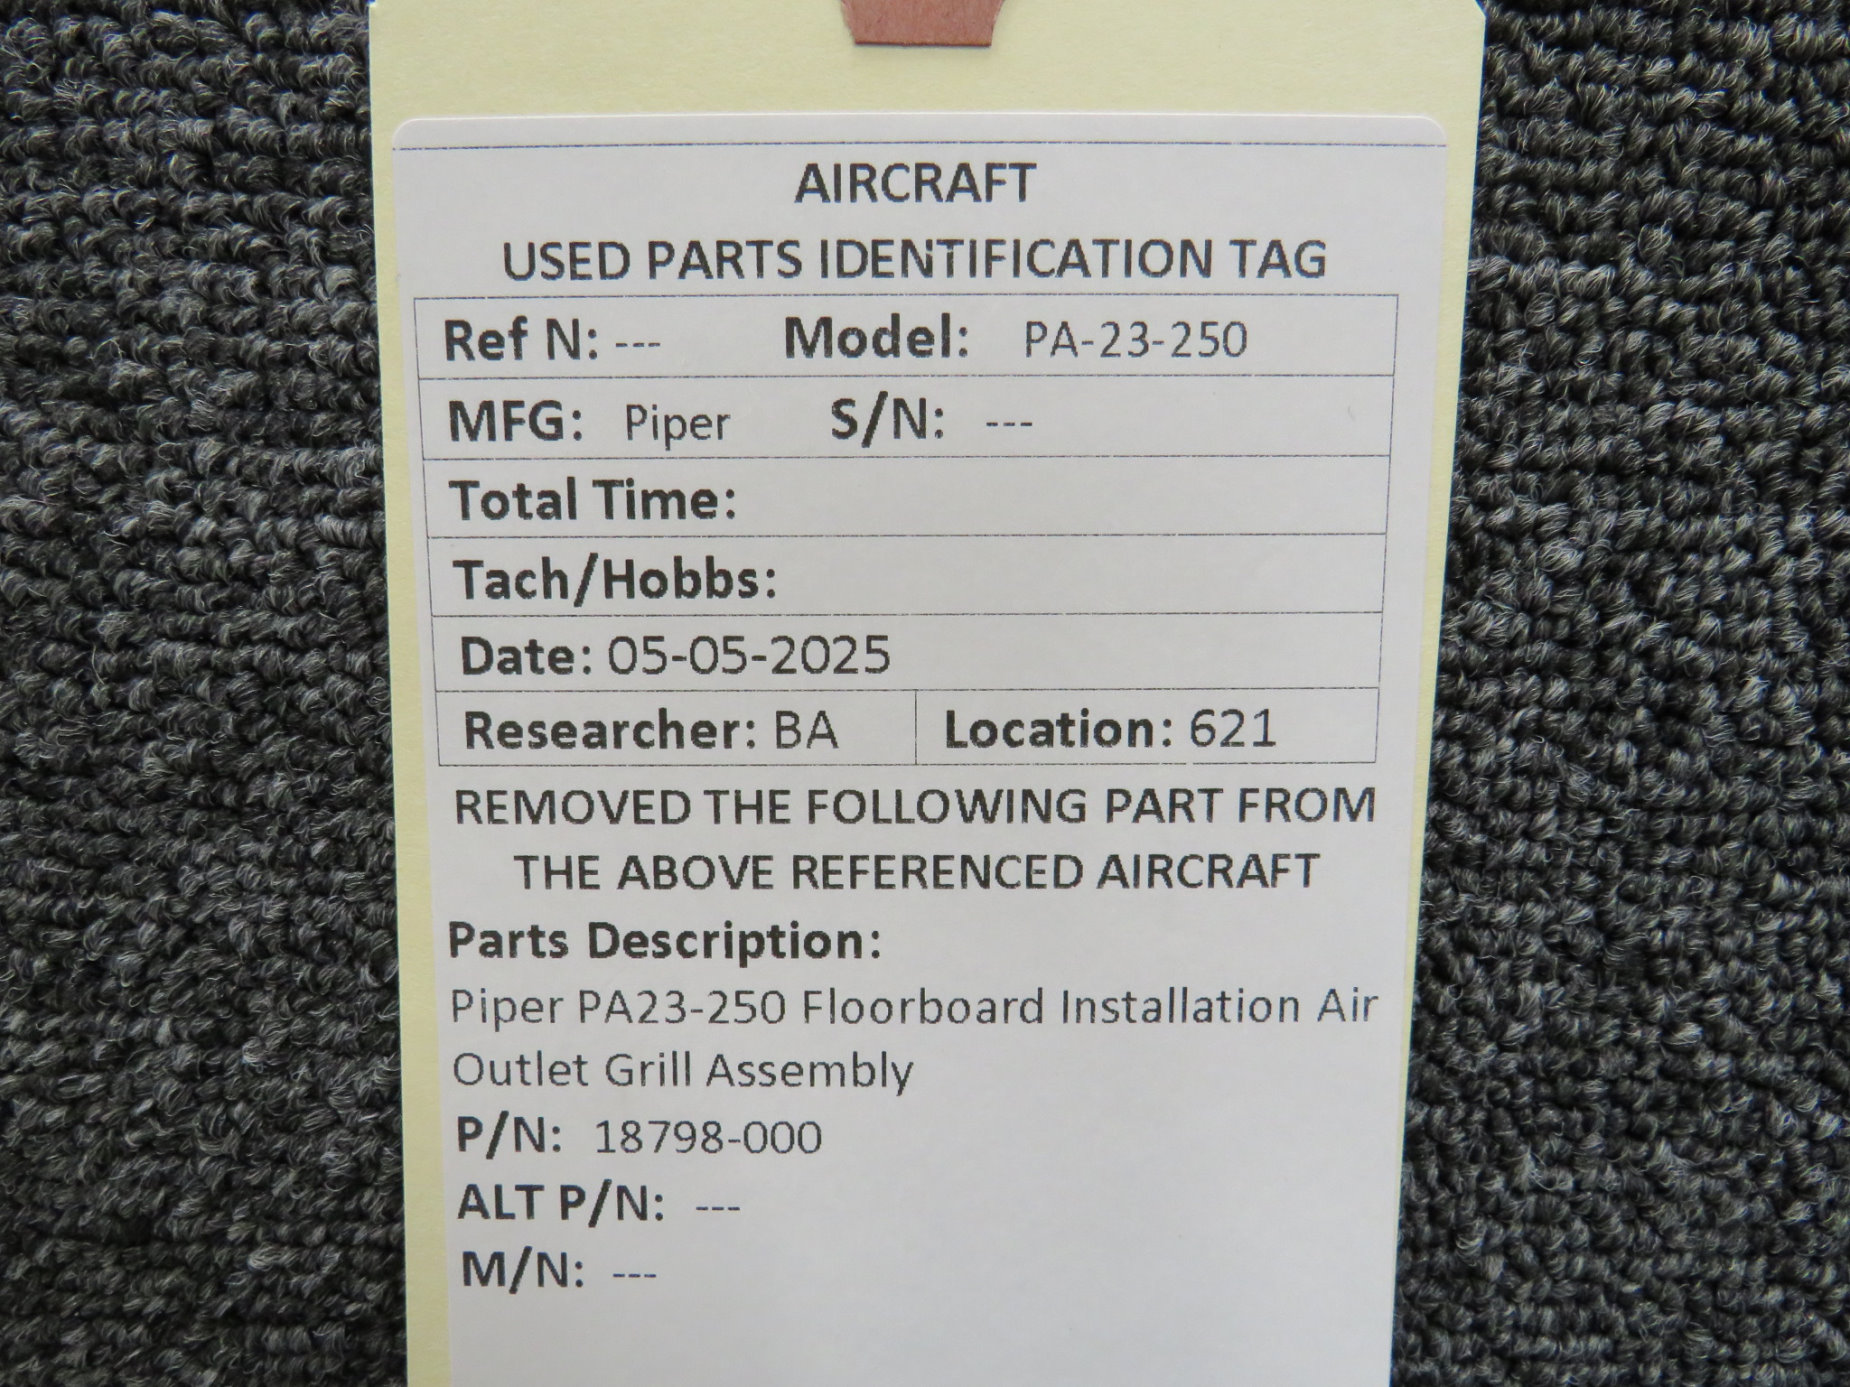 AIRCRAFT
USED PARTS IDENTIFICATION TAG
Ref N: --- Model: PA-23-250
MFG: Piper S/N: ---
Total Time:
Tach/Hobbs:
Date: 05-05-2025
Researcher: BA Location: 621
REMOVED THE FOLLOWING PART FROM
THE ABOVE REFERENCED AIRCRAFT
Parts Description:
Piper PA23-250 Floorboard Installation Air
Outlet Grill Assembly
P/N: 18798-000
ALT P/N: ---
M/N: ---